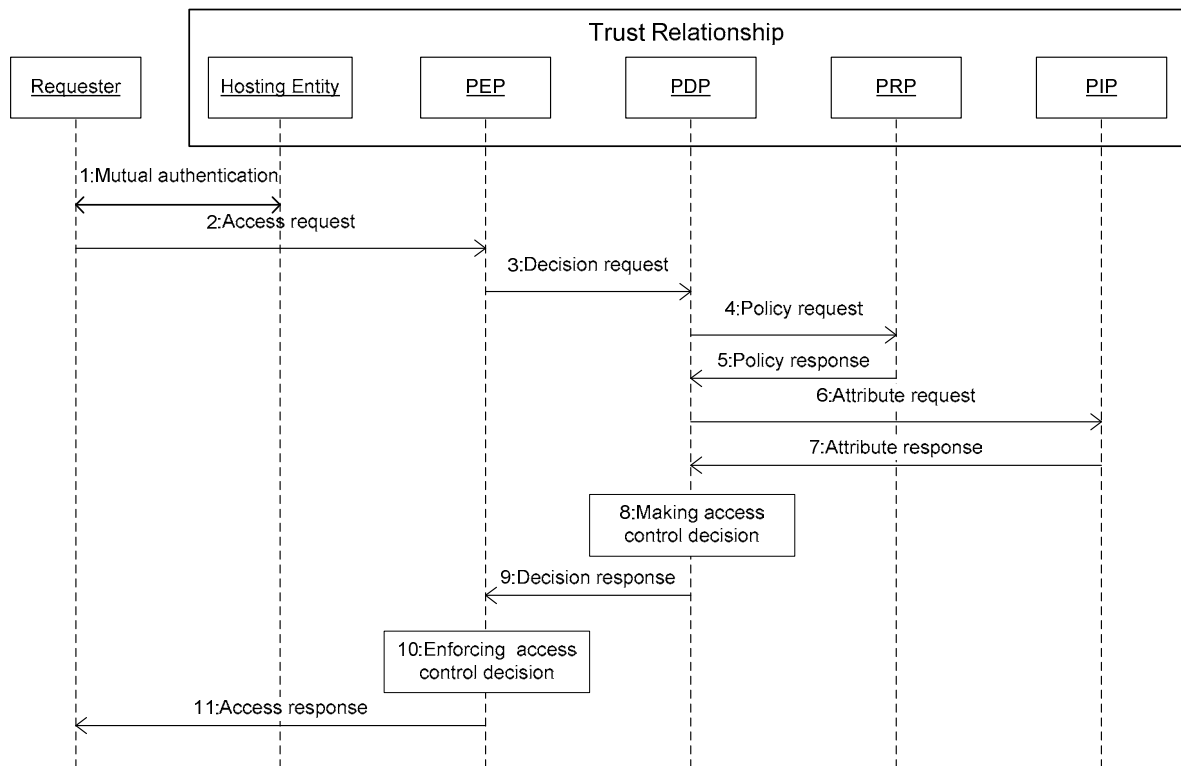 Trust Relationship
Requester
Hosting Entity
PEP
PDP
PRP
PIP
1:Mutual authentication
2:Access request
3:Decision request
4:Policy request
5:Policy response
6:Attribute request
7:Attribute response
8:Making access
control decision
9:Decision response
10:Enforcing access
control decision
11:Access response